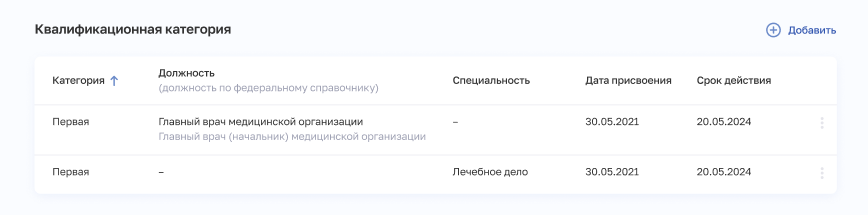 Квалификационная категория
Добавить
Категория ↑ Должность Специальность Дата присвоения Срок действия
(должность по федеральному справочнику)
Первая Главный врач медицинской организации – 30.05.2021 20.05.2024
Главный врач (начальник) медицинской организации
Первая – Лечебное дело 30.05.2021 20.05.2024